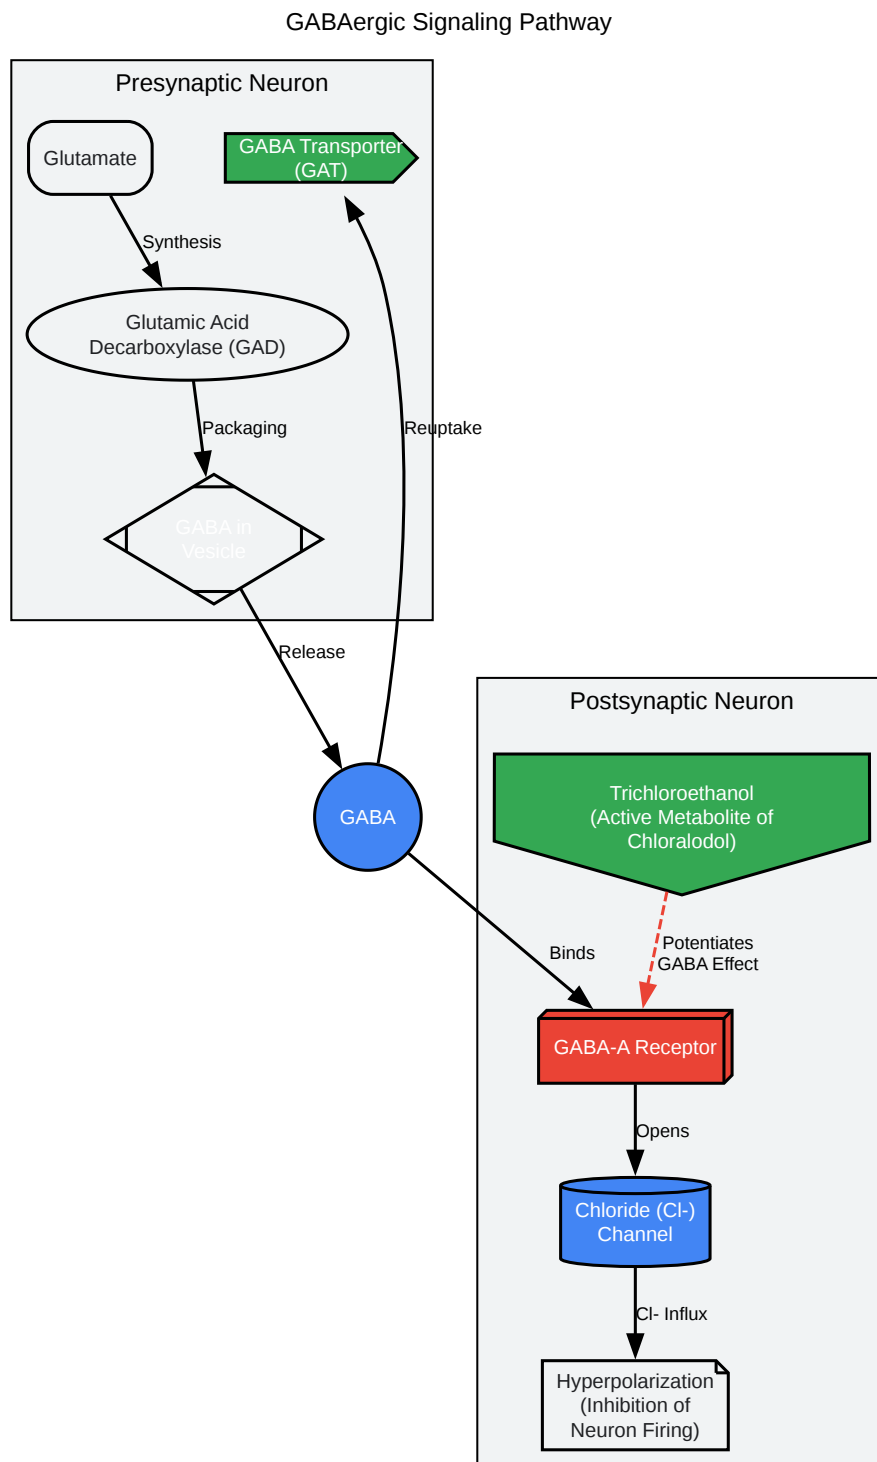 GABAergic Signaling Pathway
Presynaptic Neuron
Glutamate
GABA Transporter
(GAT)
Synthesis
Glutamic Acid
Decarboxylase (GAD)
Packaging
Reuptake
GABA in
Vesicle
Release
Postsynaptic Neuron
GABA
Trichloroethanol
(Active Metabolite of
Chloralodol)
Binds
Potentiates
GABA Effect
GABA-A Receptor
Opens
Chloride (Cl-)
Channel
Cl- Influx
Hyperpolarization
(Inhibition of
Neuron Firing)